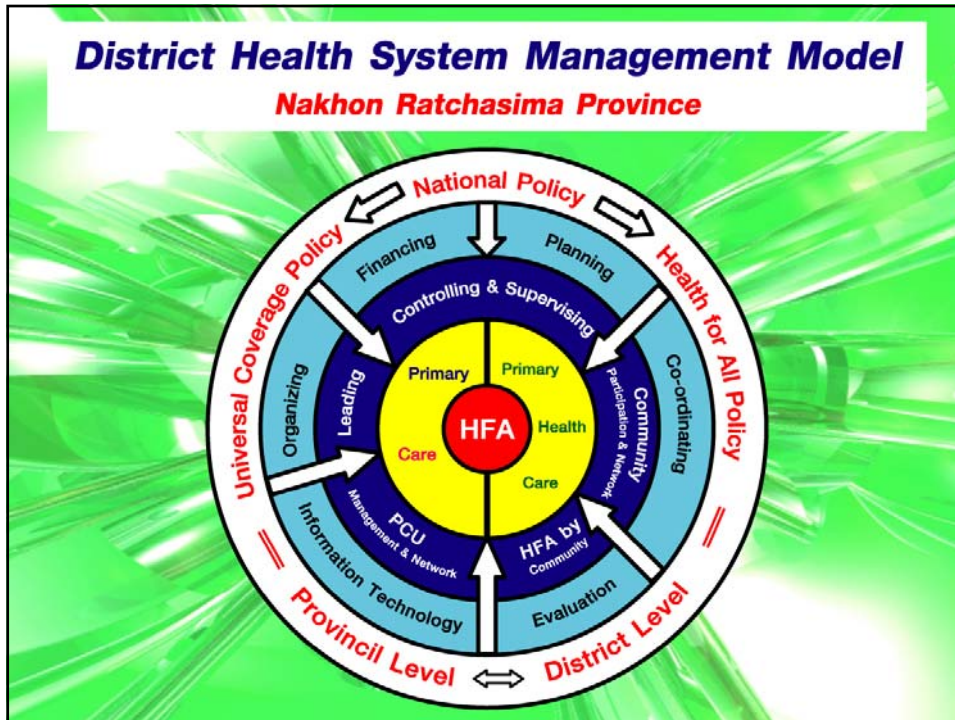 District Health System Management Model
Nakhon Ratchasima Province
National Policy
Universal Coverage Policy
Health for All Policy
Provincil Level
District Level
Financing
Planning
Organizing
Co-ordinating
Information Technology
Evaluation
Controlling & Supervising
Leading
Community
Participation & Network
PCU
Management & Network
HFA by
Community
Primary
Care
Primary
Health
Care
HFA